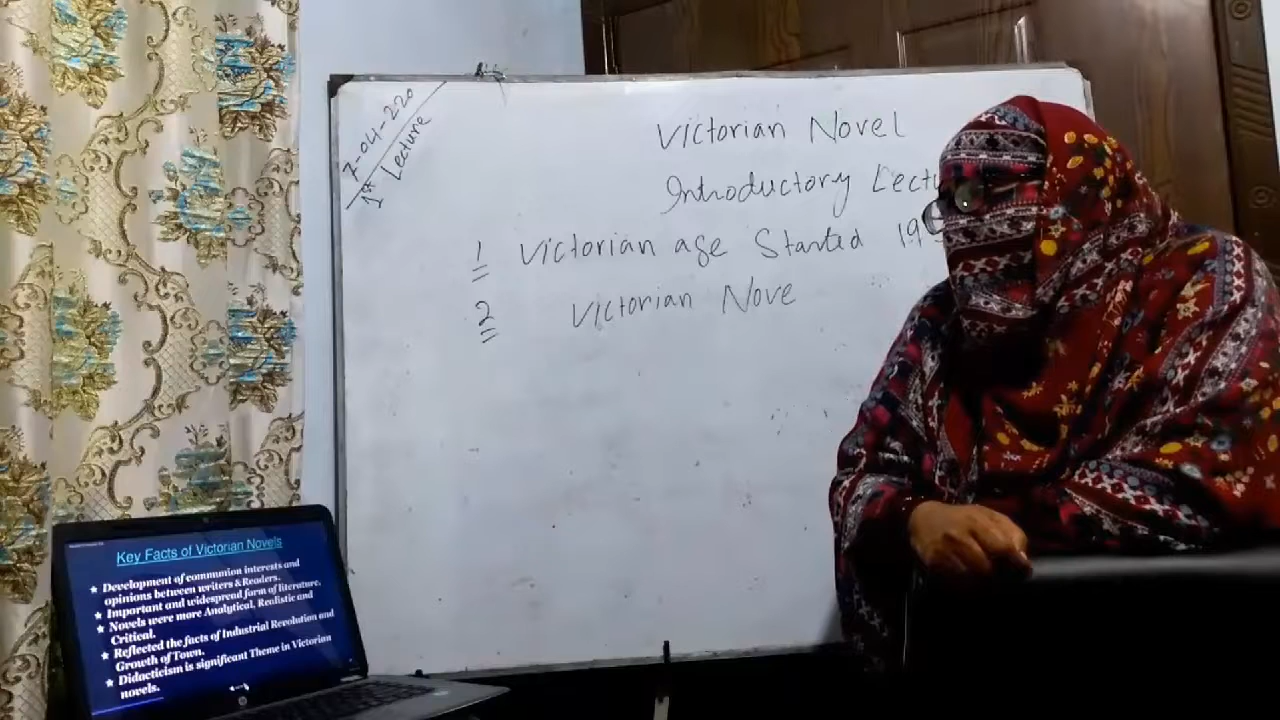 7-04-2020
1st Lecture
Victorian Novel
Introductory Lectu
1 Victorian age Started 19
2 Victorian Nove
Key Facts of Victorian Novels
★ Development of communion interests and
opinions between writers & Readers.
★ Important and widespread form of literature.
★ Novels were more Analytical, Realistic and
Critical.
★ Reflected the facts of Industrial Revolution and
Growth of Town.
★ Didacticism is significant Theme in Victorian
novels.